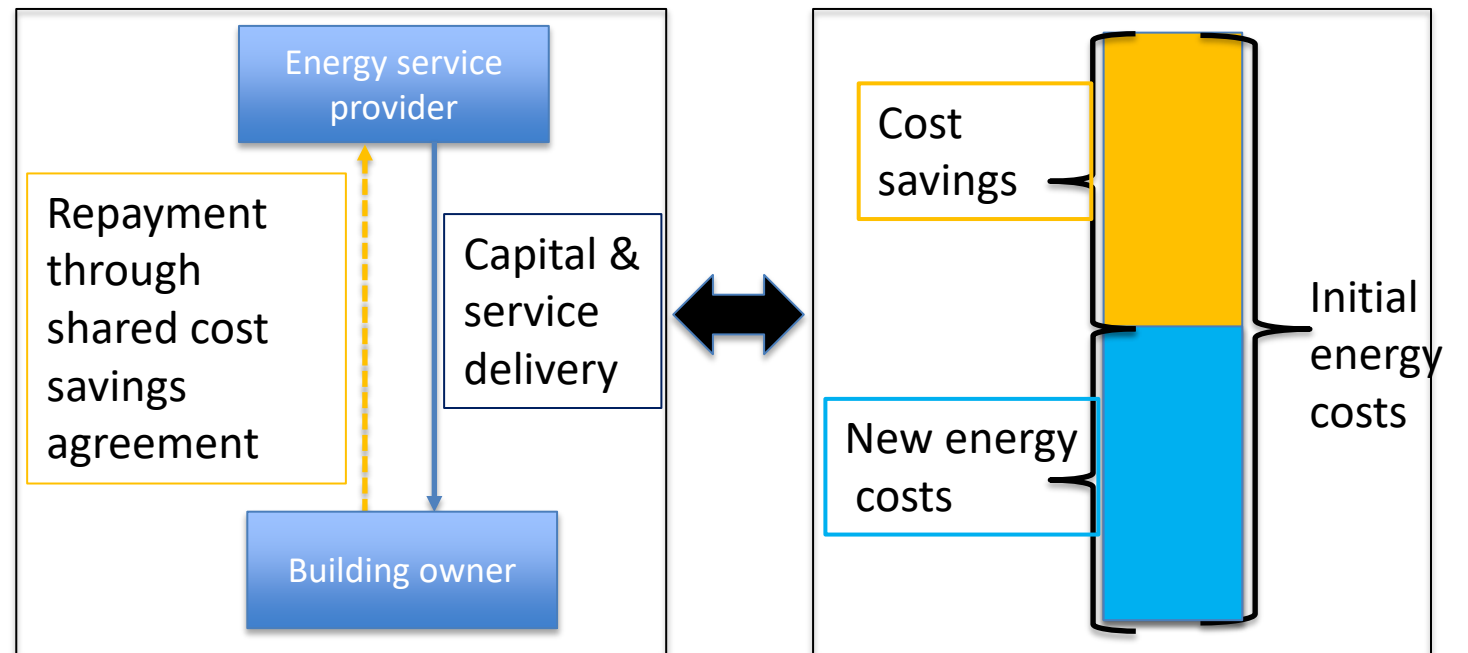 Energy service
provider
Repayment
through
shared cost
savings
agreement
Capital &
service
delivery
Building owner
Cost
savings
New energy
costs
Initial
energy
costs